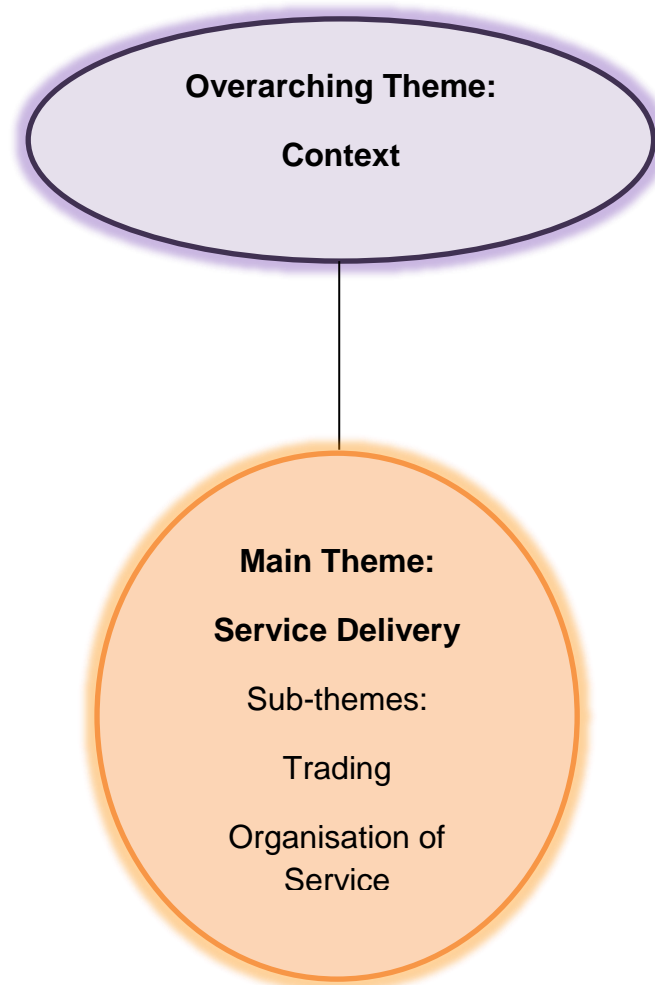 Overarching Theme:
Context
Main Theme:
Service Delivery
Sub-themes:
Trading
Organisation of
Service